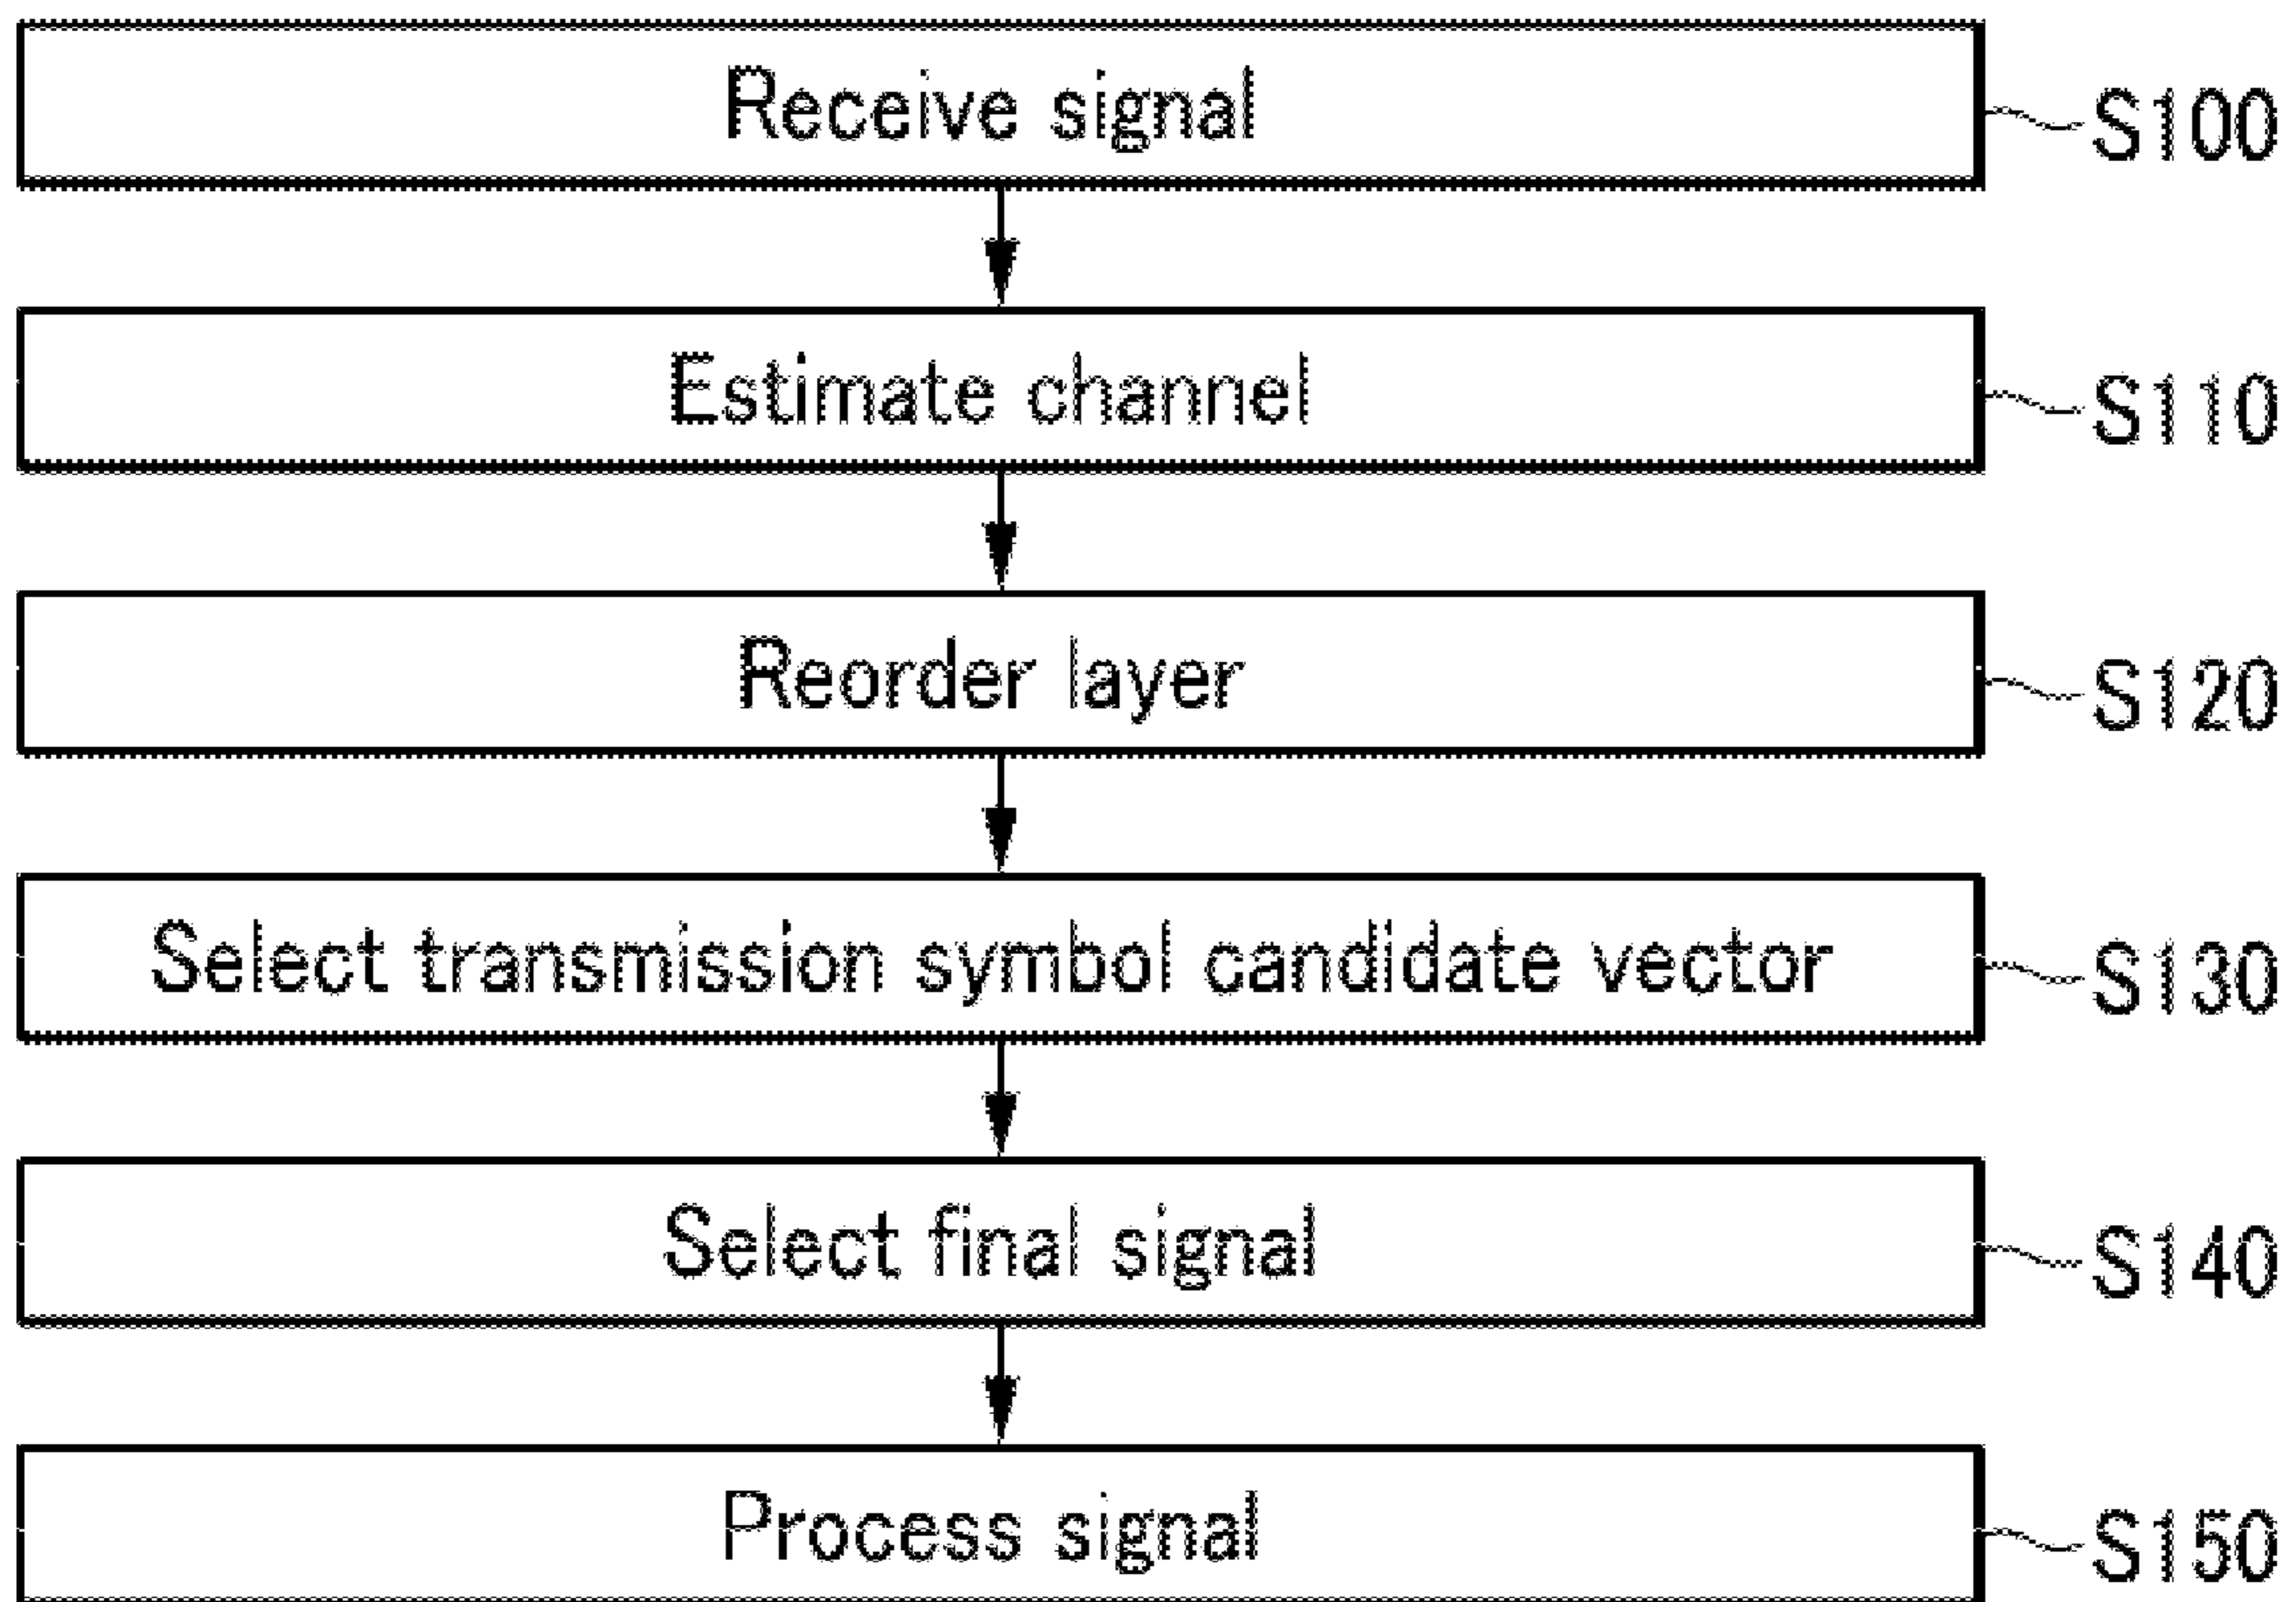 Receive signal S100
Estimate channel S110
Reorder layer S120
Select transmission symbol candidate vector S130
Select final signal S140
Process signal S150